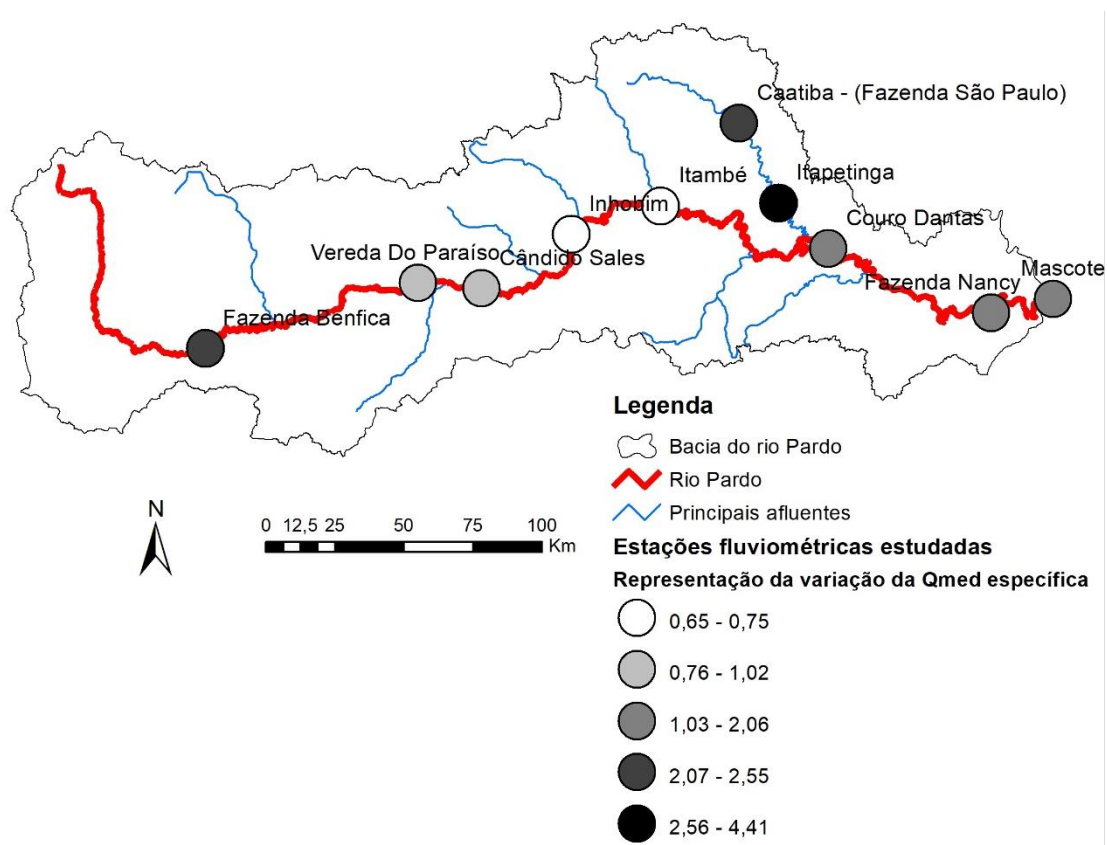 Caatiba - (Fazenda São Paulo)
Itambé
Itapetinga
Inhobim
Couro Dantas
Vereda Do Paraíso
Cândido Sales
Fazenda Nancy
Mascote
Fazenda Benfica
Legenda
Bacia do rio Pardo
Rio Pardo
Principais afluentes
N
0 12,5 25 50 75 100
Km
Estações fluviométricas estudadas
Representação da variação da Qmed específica
0,65 - 0,75
0,76 - 1,02
1,03 - 2,06
2,07 - 2,55
2,56 - 4,41